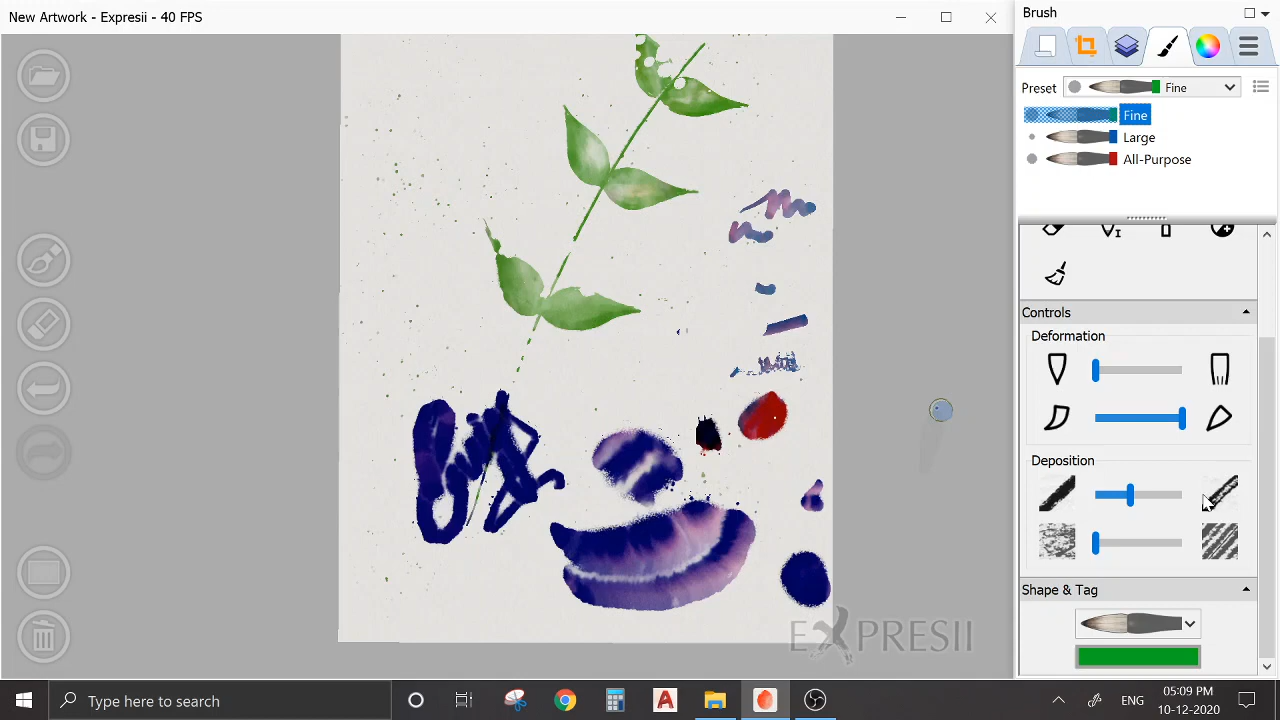 New Artwork - Expresii - 40 FPS
Brush
Preset
Fine
Fine
Large
All-Purpose
Controls
Deformation
Deposition
Shape & Tag
EXPRESII
Type here to search
ENG
05:09 PM
10-12-2020